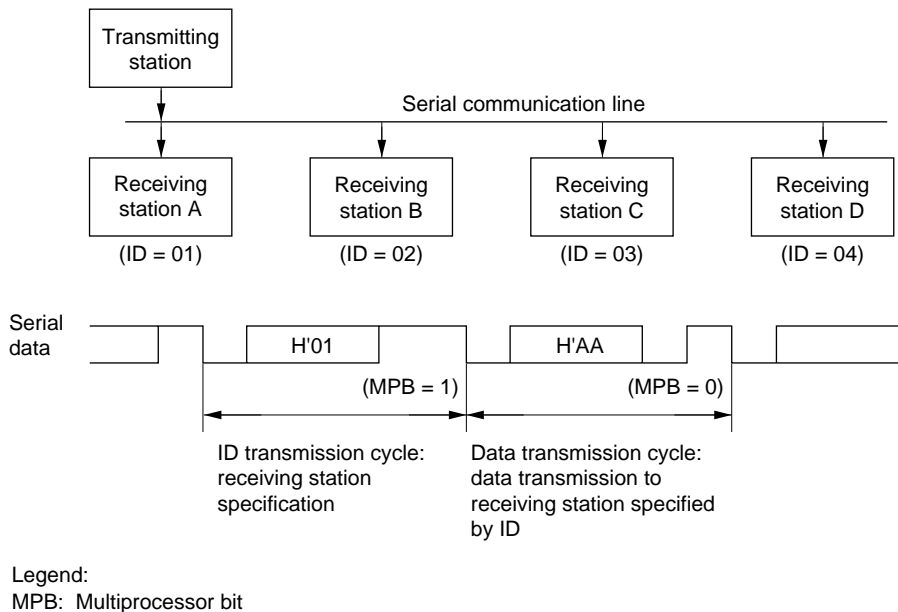 Transmitting
station
Serial communication line
Receiving
station A
Receiving
station B
Receiving
station C
Receiving
station D
(ID = 01)
(ID = 02)
(ID = 03)
(ID = 04)
Serial
data
H'01
H'AA
(MPB = 1)
(MPB = 0)
ID transmission cycle:
receiving station
specification
Data transmission cycle:
data transmission to
receiving station specified
by ID
Legend:
MPB: Multiprocessor bit